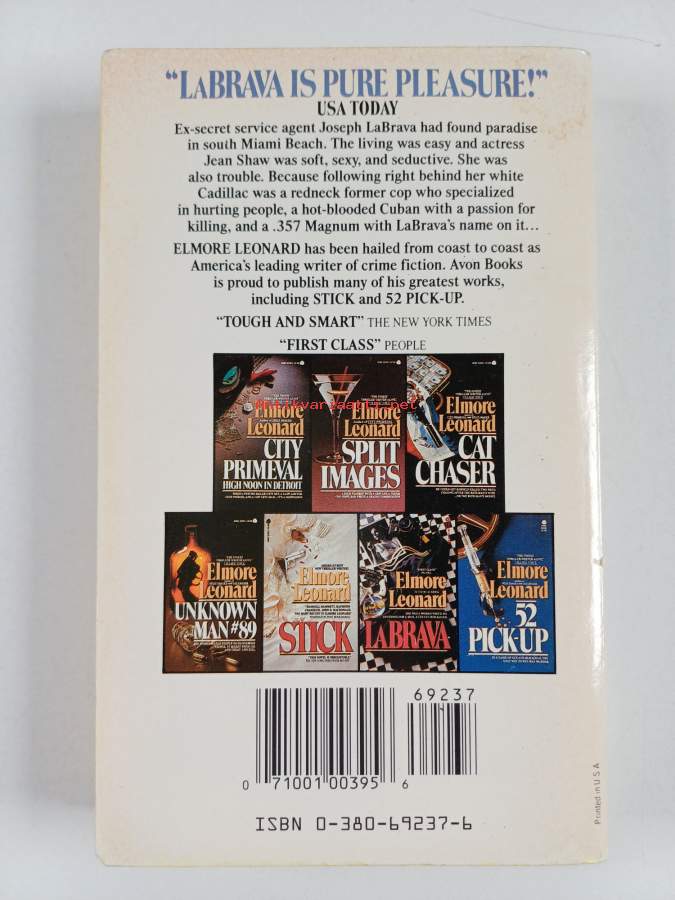 “LABRAVA IS PURE PLEASURE!”
USA TODAY
Ex-secret service agent Joseph LaBrava had found paradise
in south Miami Beach. The living was easy and actress
Jean Shaw was soft, sexy, and seductive. She was
also trouble. Because following right behind her white
Cadillac was a redneck former cop who specialized
in hurting people, a hot-blooded Cuban with a passion for
killing, and a .357 Magnum with LaBrava’s name on it...
ELMORE LEONARD has been hailed from coast to coast as
America’s leading writer of crime fiction. Avon Books
is proud to publish many of his greatest works,
including STICK and 52 PICK-UP.
“TOUGH AND SMART” THE NEW YORK TIMES
“FIRST CLASS” PEOPLE
Elmore
Leonard
CITY
PRIMEVAL
HIGH NOON IN DETROIT
Elmore
Leonard
SPLIT
IMAGES
Elmore
Leonard
CAT
CHASER
Elmore
Leonard
UNKNOWN
MAN #89
Elmore
Leonard
STICK
Elmore
Leonard
LABRAVA
Elmore
Leonard
52
PICK-UP
69237
0 71001 00395 6
ISBN 0-380-69237-6
Printed in U S A